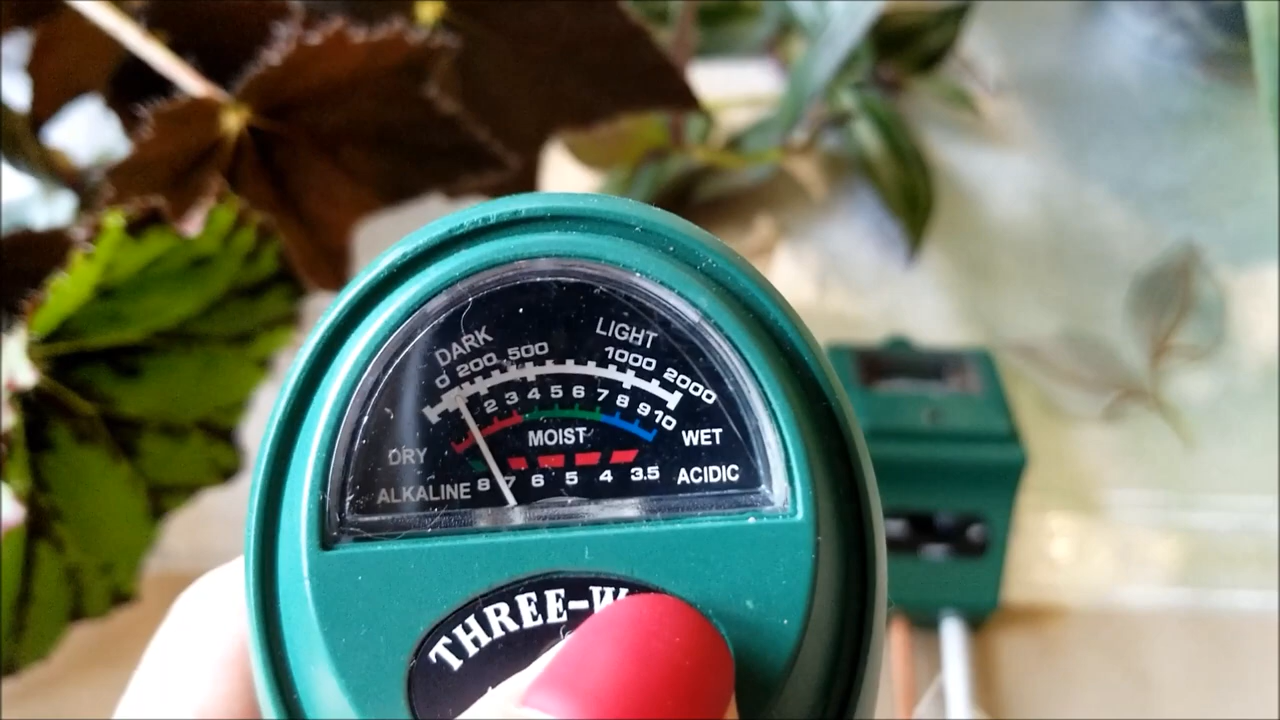 DARK LIGHT
0 200 500 1000 2000
2 3 4 5 6 7 8 9 10
DRY MOIST WET
ALKALINE 8 7 6 5 4 3.5 ACIDIC
THREE-W